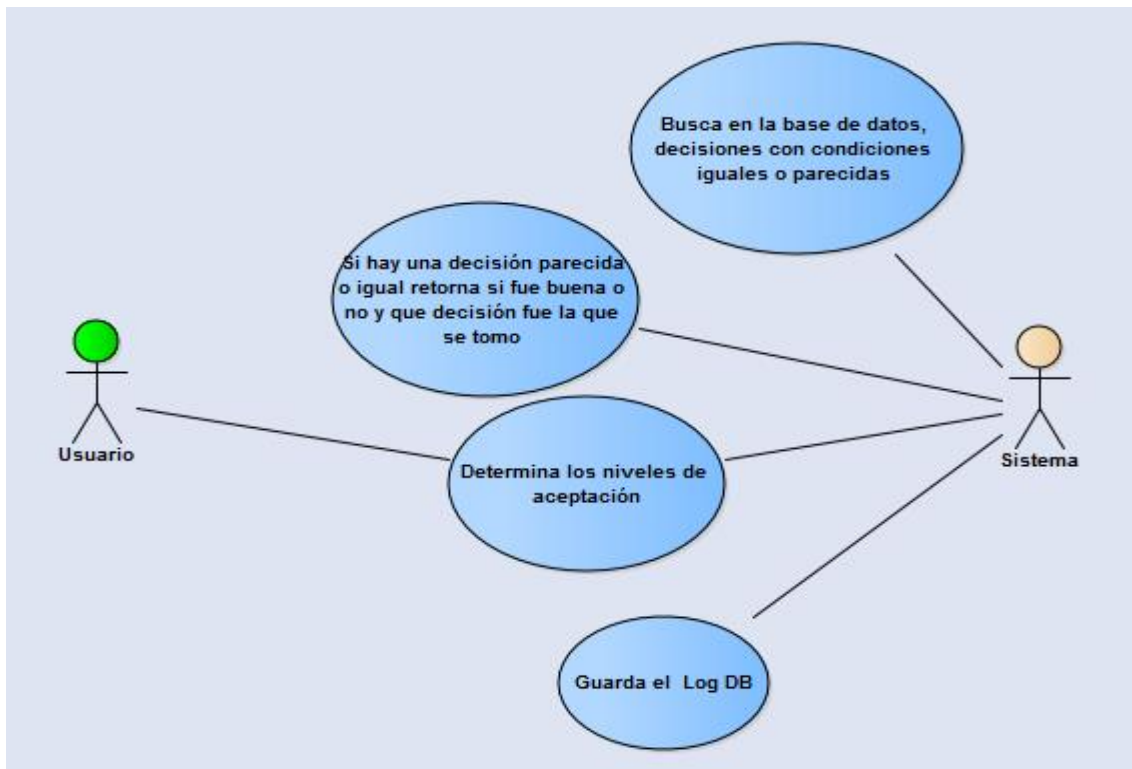 Busca en la base de datos,
decisiones con condiciones
iguales o parecidas
Si hay una decisión parecida
o igual retorna si fue buena o
no y que decisión fue la que
se tomo
Usuario
Sistema
Determina los niveles de
aceptación
Guarda el Log DB